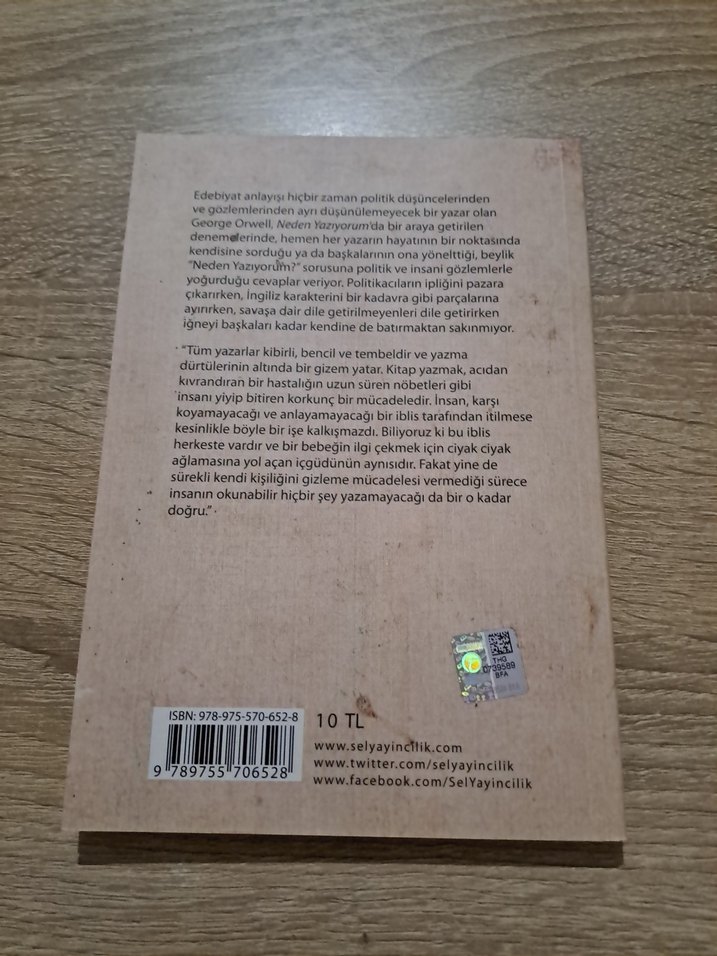 Edebiyat anlayışı hiçbir zaman politik düşüncelerinden
ve gözlemlerinden ayrı düşünülemeyecek bir yazar olan
George Orwell, Neden Yazıyorum'da bir araya getirilen
denemelerinde, hemen her yazarın hayatının bir noktasında
kendisine sorduğu ya da başkalarının ona yönelttiği, beylik
"Neden Yazıyorum?" sorusuna politik ve insani gözlemlerle
yoğurduğu cevaplar veriyor. Politikacıların ipliğini pazara
çıkarırken, İngiliz karakterini bir kadavra gibi parçalarına
ayırırken, savaşa dair dile getirilmeyenleri dile getirirken
iğneyi başkaları kadar kendine de batırmaktan sakınmıyor.
"Tüm yazarlar kibirli, bencil ve tembeldir ve yazma
dürtülerinin altında bir gizem yatar. Kitap yazmak, acıdan
kıvrandıran bir hastalığın uzun süren nöbetleri gibi
insanı yiyip bitiren korkunç bir mücadeledir. İnsan, karşı
koyamayacağı ve anlayamayacağı bir iblis tarafından itilmese
kesinlikle böyle bir işe kalkışmazdı. Biliyoruz ki bu iblis
herkeste vardır ve bir bebeğin ilgi çekmek için ciyak ciyak
ağlamasına yol açan içgüdünün aynısıdır. Fakat yine de
sürekli kendi kişiliğini gizleme mücadelesi vermediği sürece
insanın okunabilir hiçbir şey yazamayacağı da bir o kadar
doğru."
THG
0739589
BFA
ISBN: 978-975-570-652-8
9 789755 706528
10 TL
www.selyayincilik.com
www.twitter.com/selyayincilik
www.facebook.com/SelYayincilik